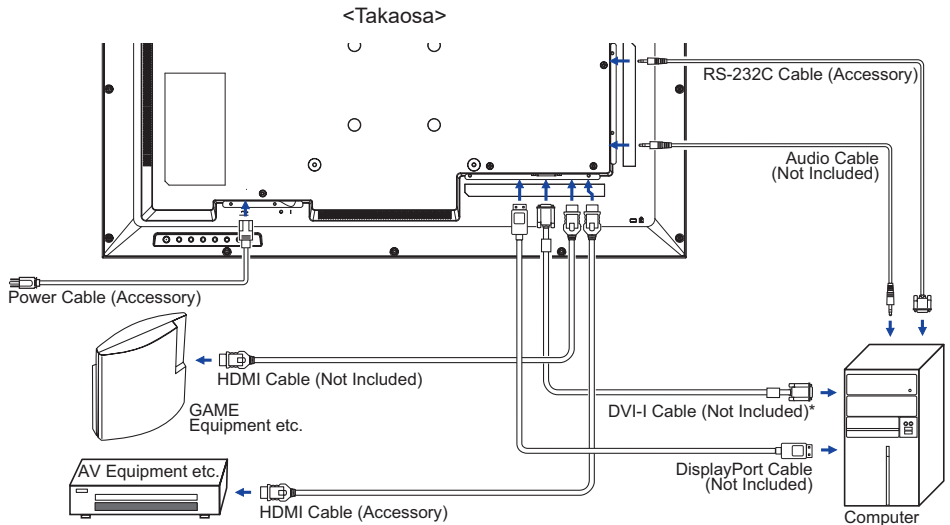 <Takaosa>
RS-232C Cable (Accessory)
Audio Cable
(Not Included)
Power Cable (Accessory)
HDMI Cable (Not Included)
GAME
Equipment etc.
DVI-I Cable (Not Included)*
AV Equipment etc.
DisplayPort Cable
(Not Included)
HDMI Cable (Accessory)
Computer